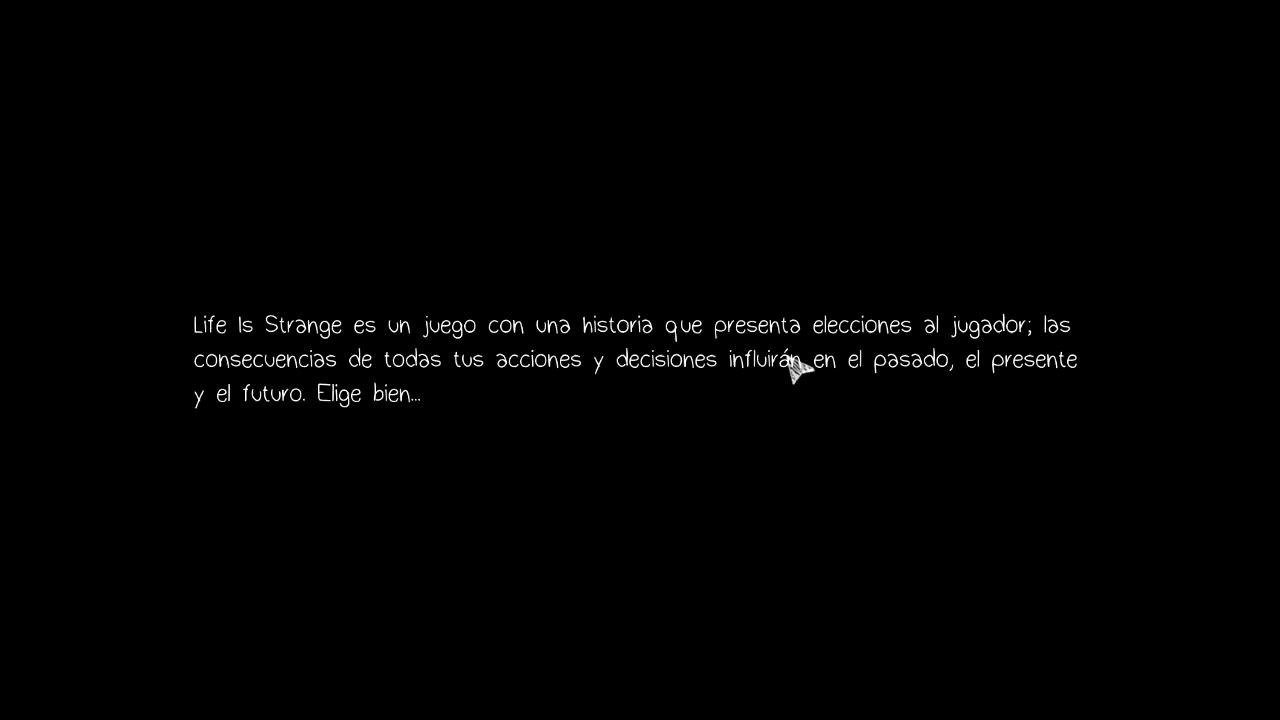 Life Is Strange es un juego con una historia que presenta elecciones al jugador; las
consecuencias de todas tus acciones y decisiones influirán en el pasado, el presente
y el futuro. Elige bien...